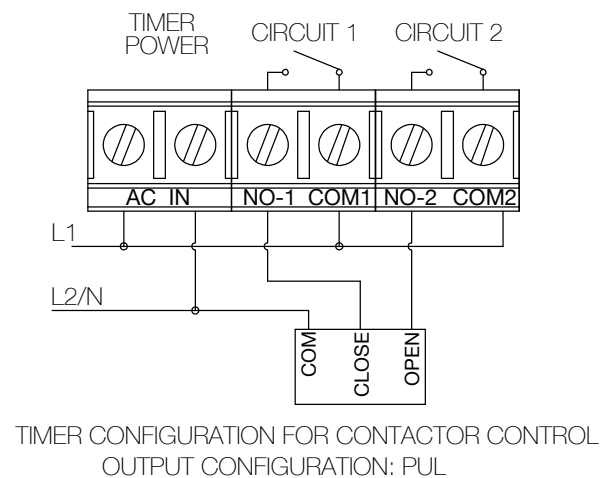 TIMER
POWER
CIRCUIT 1
CIRCUIT 2
AC IN
NO-1
COM1
NO-2
COM2
L1
L2/N
COM
CLOSE
OPEN
TIMER CONFIGURATION FOR CONTACTOR CONTROL
OUTPUT CONFIGURATION: PUL